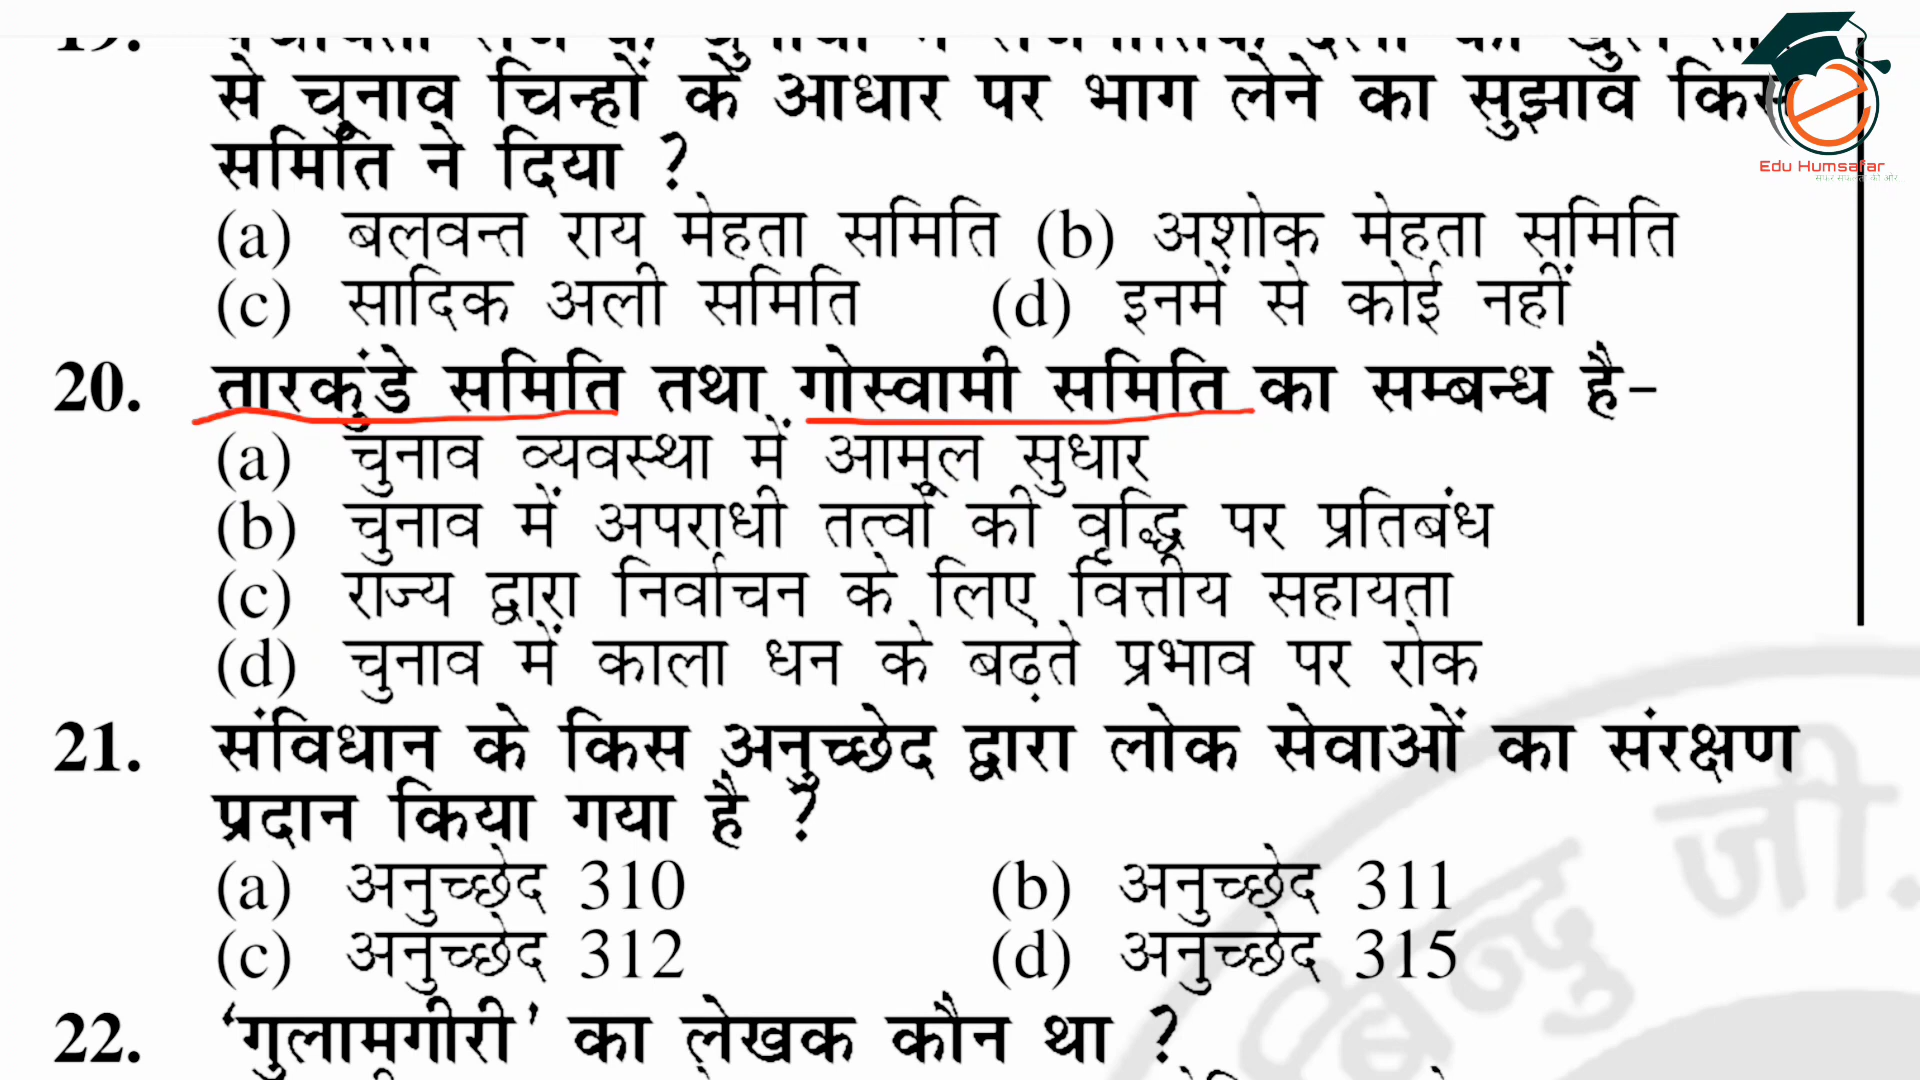 19.
से चुनाव चिन्हों के आधार पर भाग लेने का सुझाव किस
समिति ने दिया ?
(a) बलवन्त राय मेहता समिति (b) अशोक मेहता समिति
(c) सादिक अली समिति (d) इनमें से कोई नहीं
20. तारकुंडे समिति तथा गोस्वामी समिति का सम्बन्ध है-
(a) चुनाव व्यवस्था में आमूल सुधार
(b) चुनाव में अपराधी तत्वों की वृद्धि पर प्रतिबंध
(c) राज्य द्वारा निर्वाचन के लिए वित्तीय सहायता
(d) चुनाव में काला धन के बढ़ते प्रभाव पर रोक
21. संविधान के किस अनुच्छेद द्वारा लोक सेवाओं का संरक्षण
प्रदान किया गया है ?
(a) अनुच्छेद 310 (b) अनुच्छेद 311
(c) अनुच्छेद 312 (d) अनुच्छेद 315
22. 'गुलामगीरी' का लेखक कौन था ?
Edu Humsafar
बिन्दु जी.